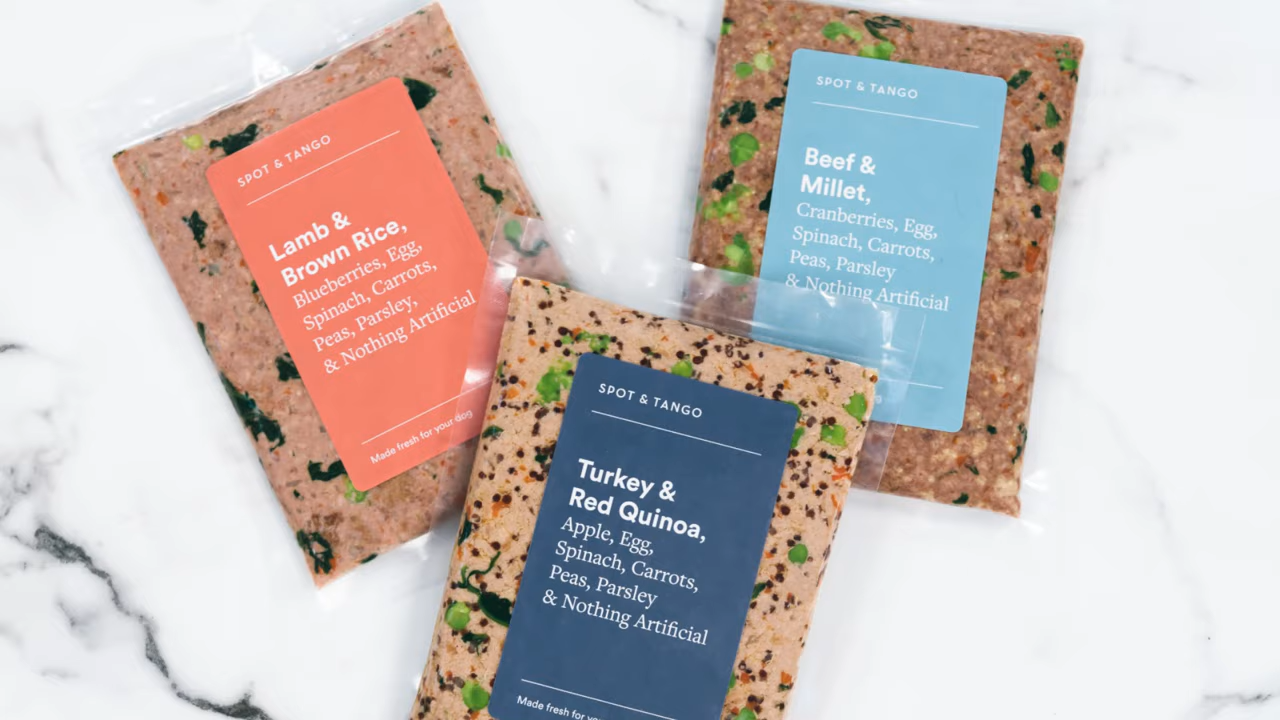 SPOT & TANGO
Lamb &
Brown Rice,
Blueberries, Egg,
Spinach, Carrots,
Peas, Parsley,
& Nothing Artificial
Made fresh for your dog
SPOT & TANGO
Beef &
Millet,
Cranberries, Egg,
Spinach, Carrots,
Peas, Parsley
& Nothing Artificial
SPOT & TANGO
Turkey &
Red Quinoa,
Apple, Egg,
Spinach, Carrots,
Peas, Parsley
& Nothing Artificial
Made fresh for